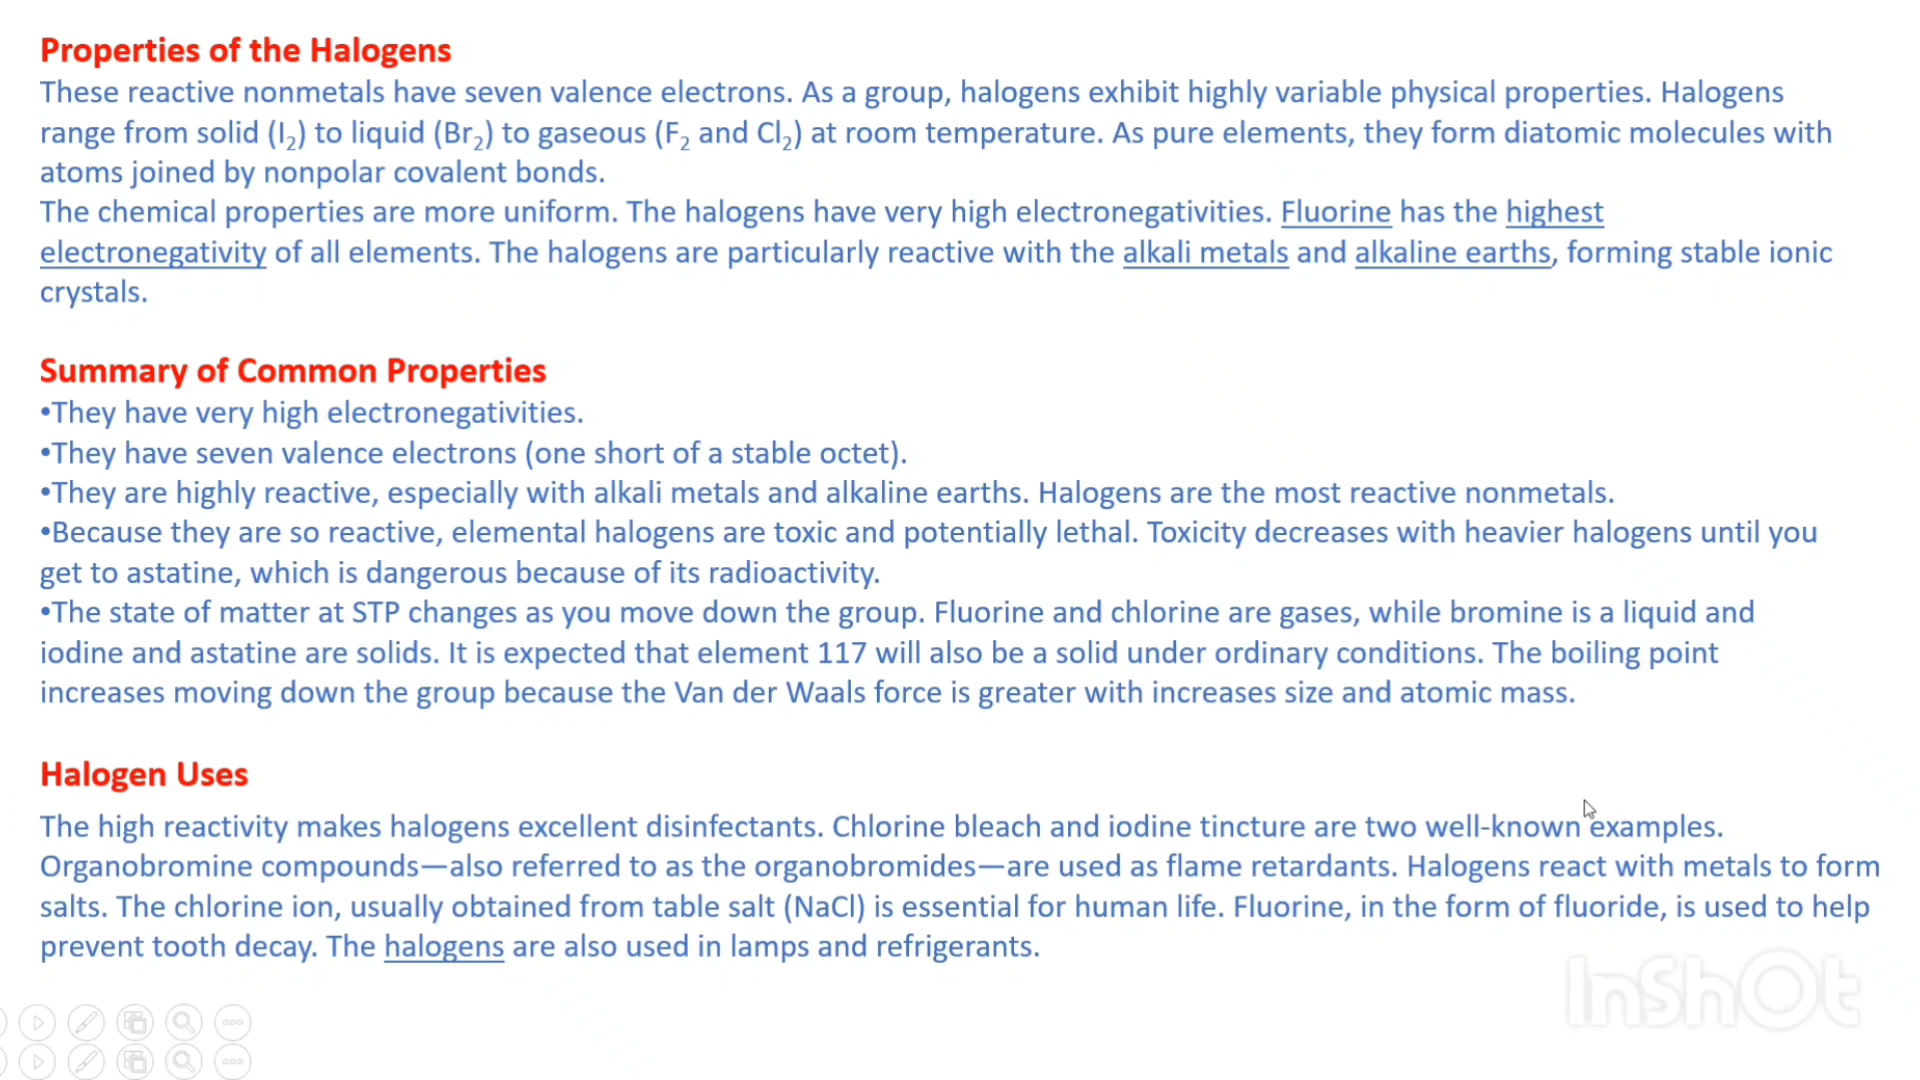 Properties of the Halogens
These reactive nonmetals have seven valence electrons. As a group, halogens exhibit highly variable physical properties. Halogens
range from solid (I₂) to liquid (Br₂) to gaseous (F₂ and Cl₂) at room temperature. As pure elements, they form diatomic molecules with
atoms joined by nonpolar covalent bonds.
The chemical properties are more uniform. The halogens have very high electronegativities. Fluorine has the highest
electronegativity of all elements. The halogens are particularly reactive with the alkali metals and alkaline earths, forming stable ionic
crystals.
Summary of Common Properties
•They have very high electronegativities.
•They have seven valence electrons (one short of a stable octet).
•They are highly reactive, especially with alkali metals and alkaline earths. Halogens are the most reactive nonmetals.
•Because they are so reactive, elemental halogens are toxic and potentially lethal. Toxicity decreases with heavier halogens until you
get to astatine, which is dangerous because of its radioactivity.
•The state of matter at STP changes as you move down the group. Fluorine and chlorine are gases, while bromine is a liquid and
iodine and astatine are solids. It is expected that element 117 will also be a solid under ordinary conditions. The boiling point
increases moving down the group because the Van der Waals force is greater with increases size and atomic mass.
Halogen Uses
The high reactivity makes halogens excellent disinfectants. Chlorine bleach and iodine tincture are two well-known examples.
Organobromine compounds—also referred to as the organobromides—are used as flame retardants. Halogens react with metals to form
salts. The chlorine ion, usually obtained from table salt (NaCl) is essential for human life. Fluorine, in the form of fluoride, is used to help
prevent tooth decay. The halogens are also used in lamps and refrigerants.
InShOt